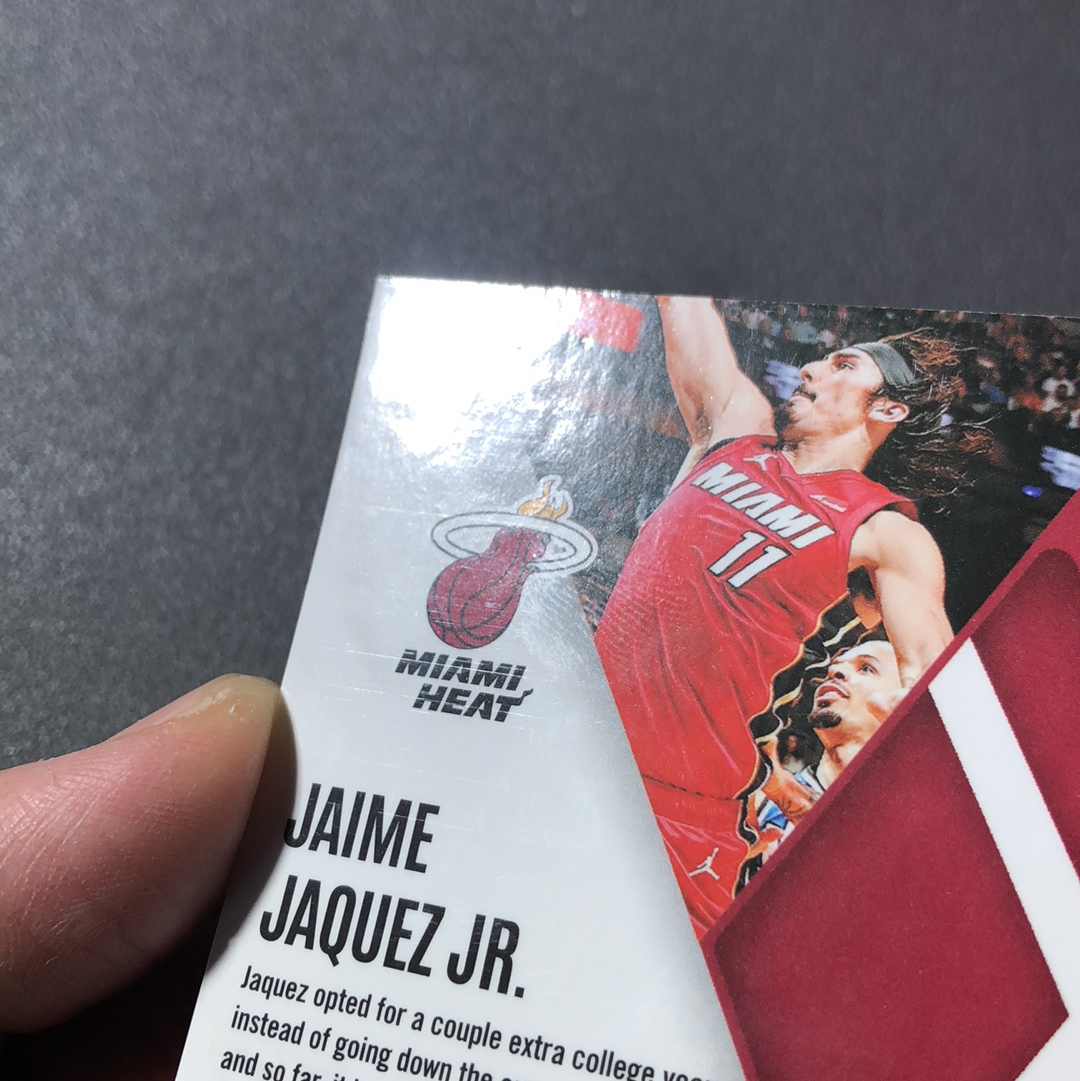 MIAMI
11
MIAMI
HEAT
JAIME
JAQUEZ JR.
Jaquez opted for a couple extra college
instead of going down the
and so far,